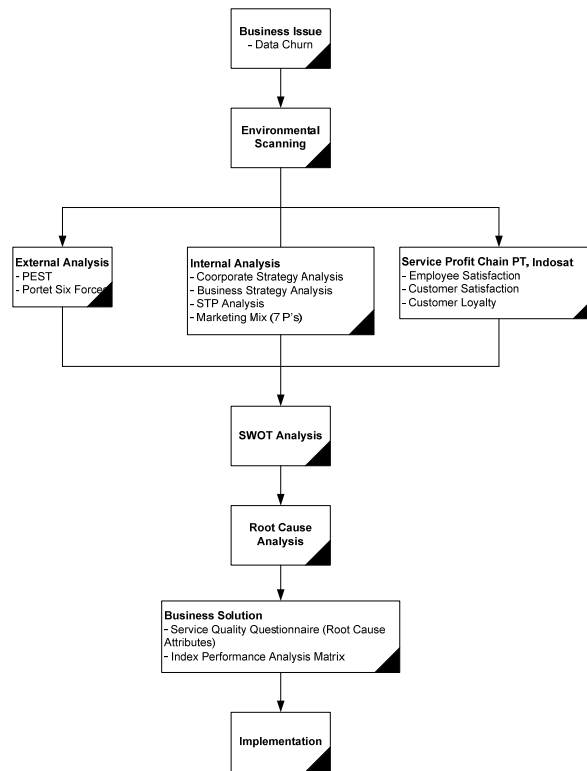 Business Issue
- Data Churn
Environmental
Scanning
External Analysis
- PEST
- Portet Six Forces
Internal Analysis
- Coorporate Strategy Analysis
- Business Strategy Analysis
- STP Analysis
- Marketing Mix (7 P's)
Service Profit Chain PT, Indosat
- Employee Satisfaction
- Customer Satisfaction
- Customer Loyalty
SWOT Analysis
Root Cause
Analysis
Business Solution
- Service Quality Questionnaire (Root Cause
Attributes)
- Index Performance Analysis Matrix
Implementation